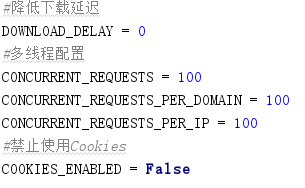 #降低下载延迟
DOWNLOAD_DELAY = 0
#多线程配置
CONCURRENT_REQUESTS = 100
CONCURRENT_REQUESTS_PER_DOMAIN = 100
CONCURRENT_REQUESTS_PER_IP = 100
#禁止使用Cookies
COOKIES_ENABLED = False